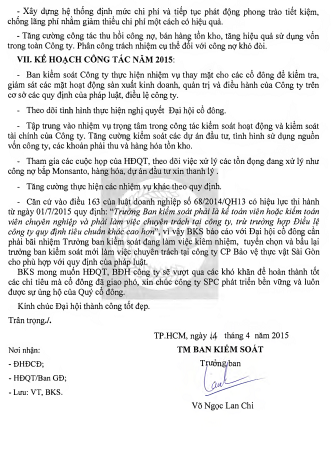 - Xây dựng hệ thống định mức chi phí và tiếp tục phát động phong trào tiết kiệm,
chống lãng phí nhằm giảm thiểu chi phí một cách có hiệu quả.
- Tăng cường công tác thu hồi công nợ, bán hàng tồn kho, tăng hiệu quả sử dụng vốn
trong toàn Công ty. Phân công trách nhiệm cụ thể đối với công nợ khó đòi.
VII. KẾ HOẠCH CÔNG TÁC NĂM 2015:
- Ban kiểm soát Công ty thực hiện nhiệm vụ thay mặt cho các cổ đông để kiểm tra,
giám sát các mặt hoạt động sản xuất kinh doanh, quản trị và điều hành của Công ty trên
cơ sở các quy định của pháp luật, điều lệ công ty.
- Theo dõi tình hình thực hiện nghị quyết Đại hội cổ đông.
- Tập trung vào nhiệm vụ trọng tâm trong công tác kiểm soát hoạt động và kiểm soát
tài chính của Công ty. Tăng cường kiểm soát các dự án đầu tư, tình hình sử dụng nguồn
vốn công ty, các khoản phải thu và hàng hóa tồn kho.
- Tham gia các cuộc họp của HĐQT, theo dõi việc xử lý các tồn đọng đang xử lý như
công nợ bắp Monsanto, hàng hóa, dự án đầu tư xin thanh lý .
- Tăng cường thực hiện các nhiệm vụ khác theo quy định.
- Căn cứ vào điều 163 của luật doanh nghiệp số 68/2014/QH13 có hiệu lực thi hành
từ ngày 01/7/2015 quy định: "Trưởng Ban kiểm soát phải là kế toán viên hoặc kiểm toán
viên chuyên nghiệp và phải làm việc chuyên trách tại công ty, trừ trường hợp Điều lệ
công ty quy định tiêu chuẩn khác cao hơn", vì vậy BKS báo cáo với Đại hội cổ đông cần
phải bãi nhiệm Trưởng ban kiểm soát đang làm việc kiêm nhiệm, tuyển chọn và bầu lại
trưởng ban kiểm soát mới làm việc chuyên trách tại công ty CP Bảo vệ thực vật Sài Gòn
cho phù hợp với quy định của pháp luật.
BKS mong muốn HĐQT, BĐH công ty sẽ vượt qua các khó khăn để hoàn thành tốt
các chỉ tiêu mà cổ đông đã giao phó, xin chúc công ty SPC phát triển bền vững và luôn
được sự ủng hộ của Quý cổ đông.
Kính chúc Đại hội thành công tốt đẹp.
Trân trọng./.
TP.HCM, ngày 14 tháng 4 năm 2015
Nơi nhận:
TM BAN KIỂM SOÁT
- ĐHĐCĐ;
Trưởng ban
- HĐQT/Ban GĐ;
- Lưu: VT, BKS.
Võ Ngọc Lan Chi